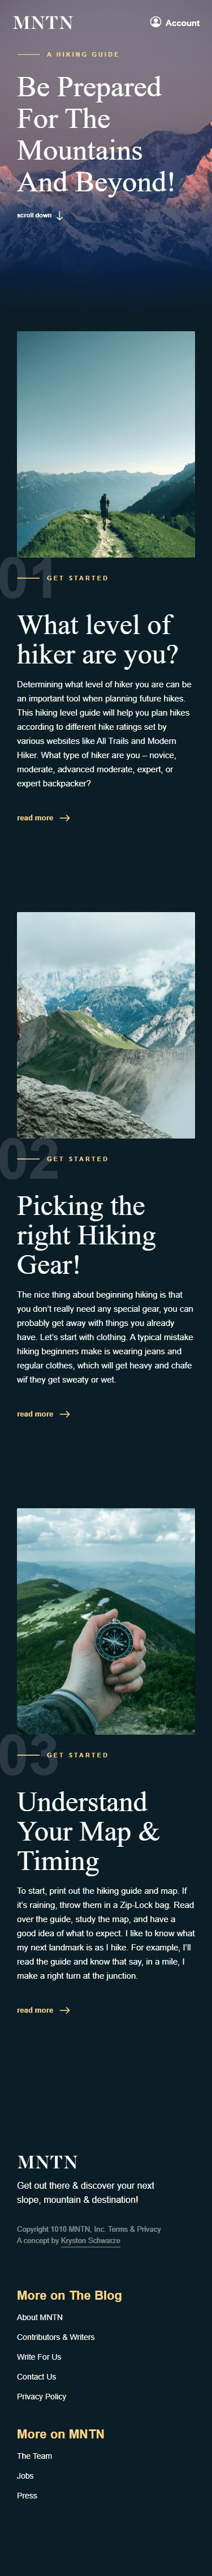 MNTN
Account
A HIKING GUIDE
Be Prepared
For The
Mountains
And Beyond!
scroll down
01
GET STARTED
What level of
hiker are you?
Determining what level of hiker you are can be
an important tool when planning future hikes.
This hiking level guide will help you plan hikes
according to different hike ratings set by
various websites like All Trails and Modern
Hiker. What type of hiker are you – novice,
moderate, advanced moderate, expert, or
expert backpacker?
read more
02
GET STARTED
Picking the
right Hiking
Gear!
The nice thing about beginning hiking is that
you don't really need any special gear, you can
probably get away with things you already
have. Let's start with clothing. A typical mistake
hiking beginners make is wearing jeans and
regular clothes, which will get heavy and chafe
wif they get sweaty or wet.
read more
03
GET STARTED
Understand
Your Map &
Timing
To start, print out the hiking guide and map. If
it's raining, throw them in a Zip-Lock bag. Read
over the guide, study the map, and have a
good idea of what to expect. I like to know what
my next landmark is as I hike. For example, I'll
read the guide and know that say, in a mile, I
make a right turn at the junction.
read more
MNTN
Get out there & discover your next
slope, mountain & destination!
Copyright 1010 MNTN, Inc. Terms & Privacy
A concept by Kryston Schwarze
More on The Blog
About MNTN
Contributors & Writers
Write For Us
Contact Us
Privacy Policy
More on MNTN
The Team
Jobs
Press